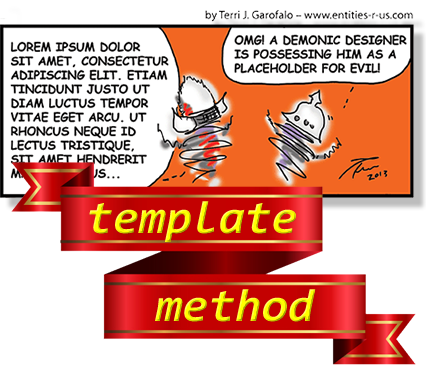 by Terri J. Garofalo – www.entities-r-us.com
LOREM IPSUM DOLOR
SIT AMET, CONSECTETUR
ADIPISCING ELIT. ETIAM
TINCIDUNT JUSTO UT
DIAM LUCTUS TEMPOR
VITAE EGET ARCU. UT
RHONCUS NEQUE ID
LECTUS TRISTIQUE,
SIT AMET HENDRERIT
OMG! A DEMONIC DESIGNER
IS POSSESSING HIM AS A
PLACEHOLDER FOR EVIL!
2013
template
method